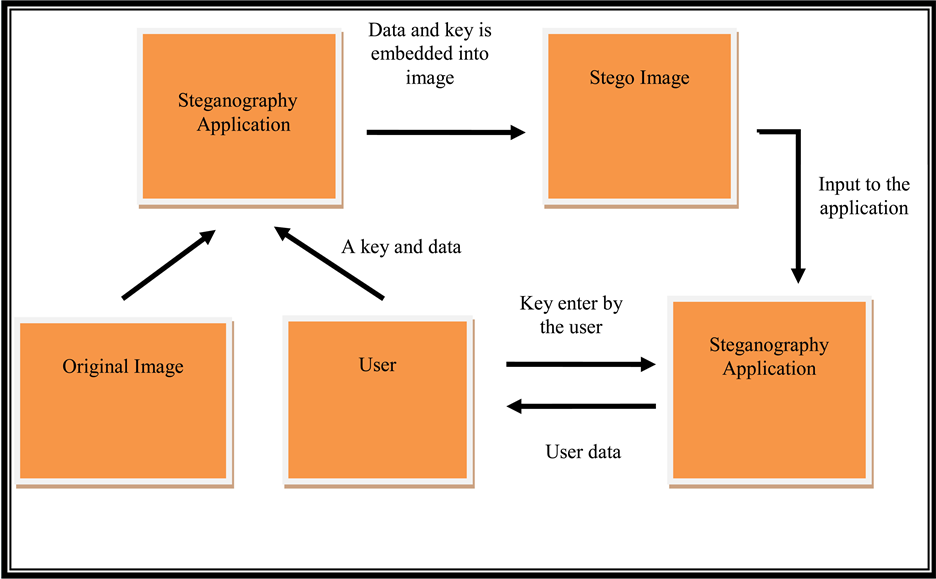 Data and key is
embedded into
image
Steganography
Application
Stego Image
Input to the
application
A key and data
Key enter by
the user
Original Image
User
Steganography
Application
User data